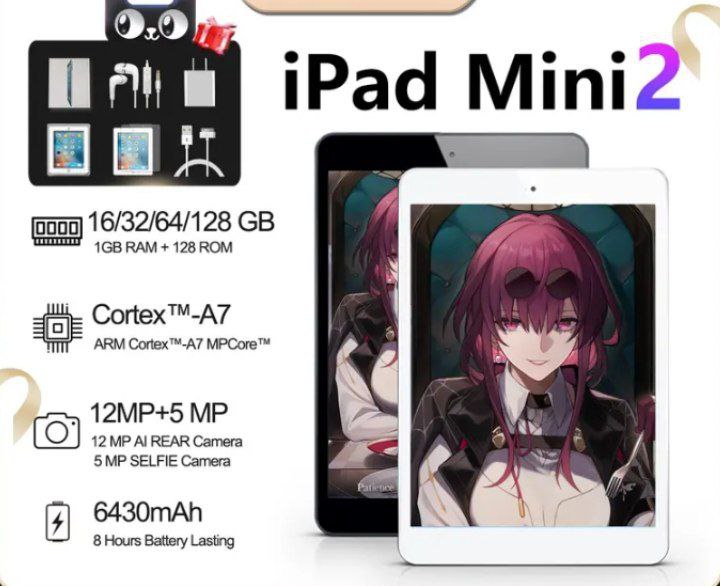 iPad Mini2
16/32/64/128 GB
1GB RAM + 128 ROM
Cortex™-A7
ARM Cortex™-A7 MPCore™
12MP+5 MP
12 MP AI REAR Camera
5 MP SELFIE Camera
6430mAh
8 Hours Battery Lasting
Patience